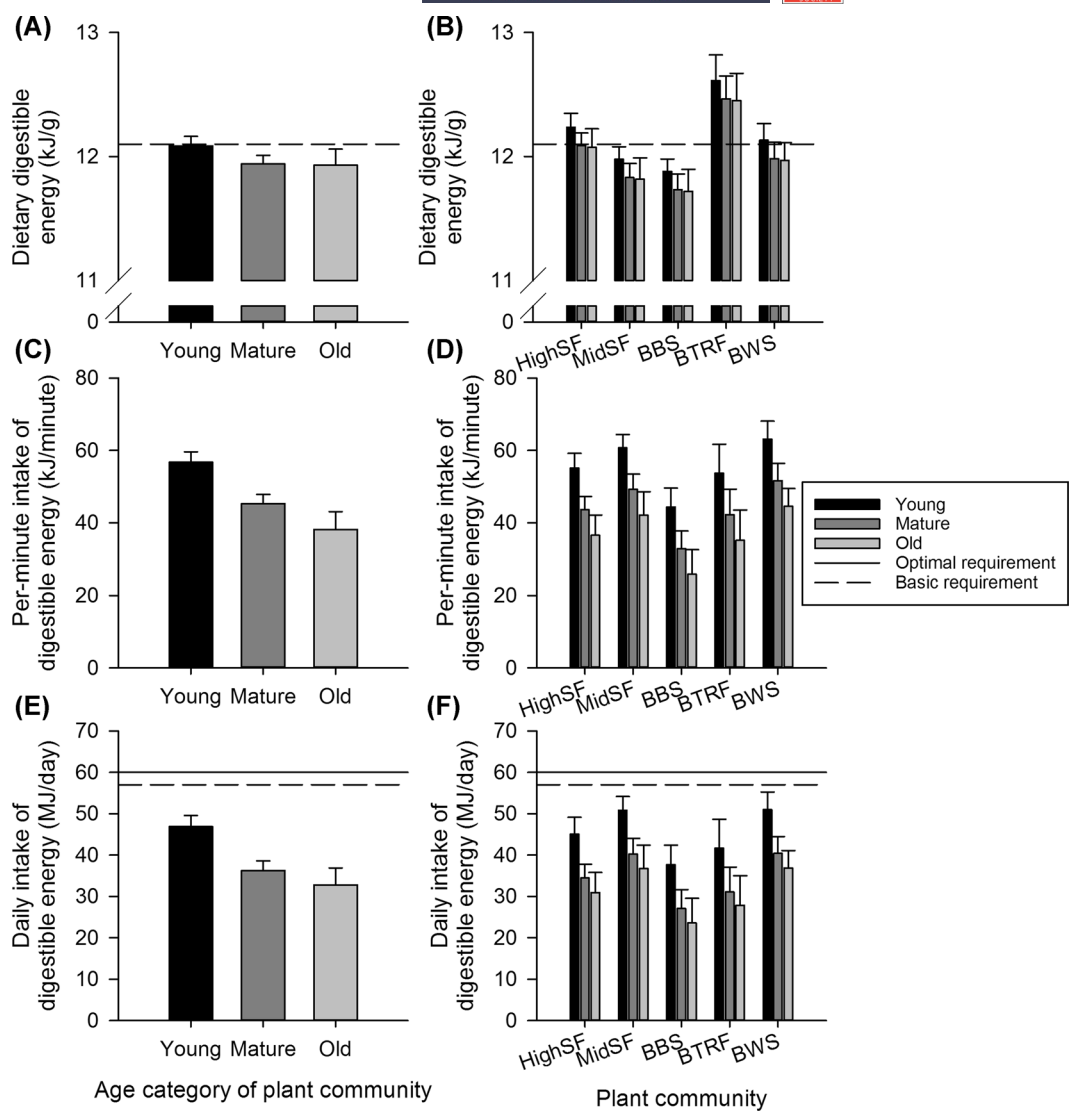 (A)
Dietary digestible
energy (kJ/g)
13
12
11
0
Young Mature Old
(B)
Dietary digestible
energy (kJ/g)
13
12
11
0
HighSF MidSF BBS BTRF BWS
(C)
Per-minute intake of
digestible energy (kJ/minute)
80
60
40
20
0
Young Mature Old
(D)
Per-minute intake of
digestible energy (kJ/minute)
80
60
40
20
0
HighSF MidSF BBS BTRF BWS
Young
Mature
Old
Optimal requirement
Basic requirement
(E)
Daily intake of
digestible energy (MJ/day)
70
60
50
40
30
20
10
0
Young Mature Old
Age category of plant community
(F)
Daily intake of
digestible energy (MJ/day)
70
60
50
40
30
20
10
0
HighSF MidSF BBS BTRF BWS
Plant community